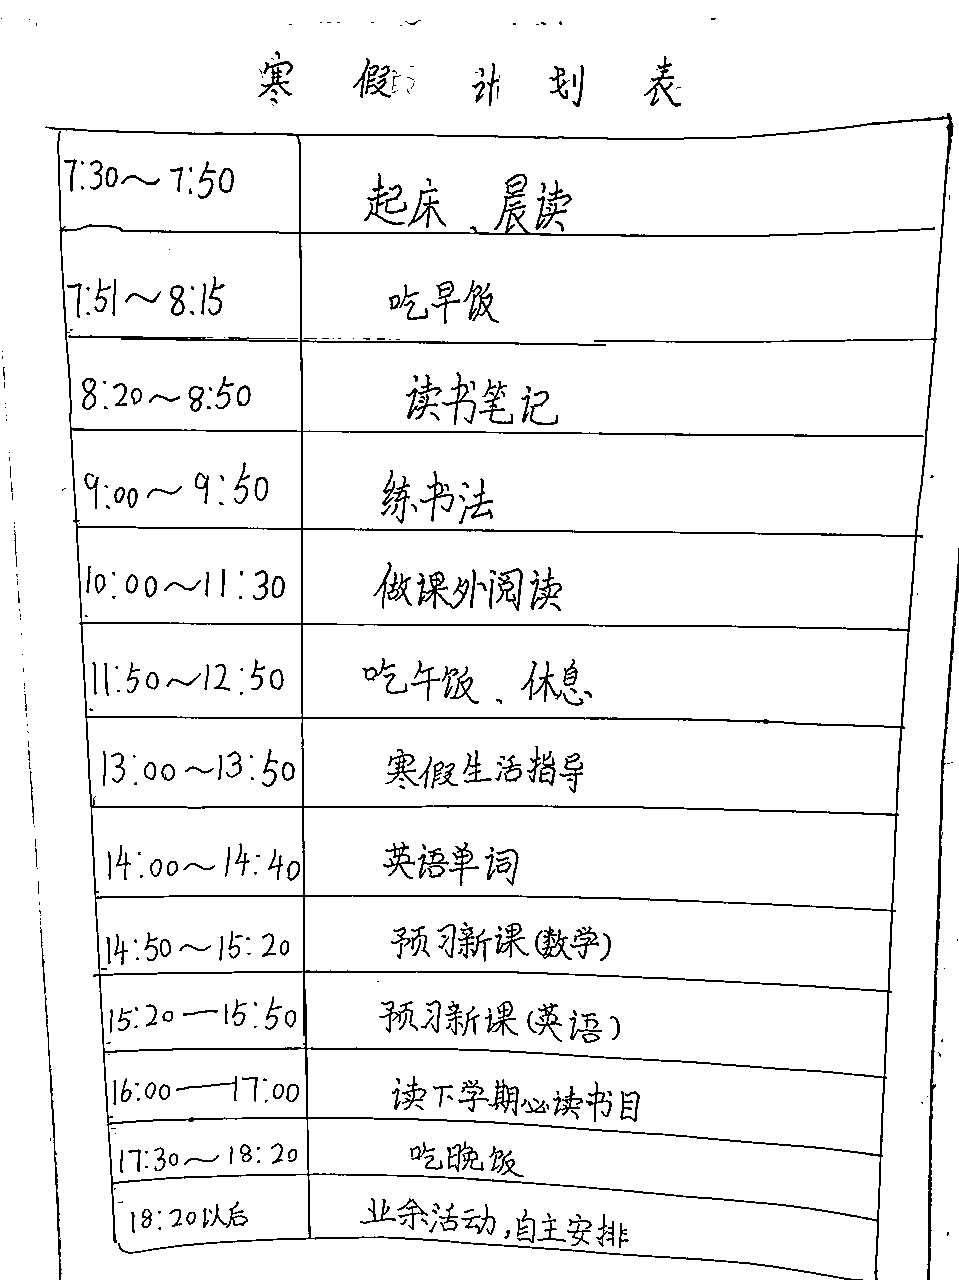 寒假计划表
7:30～7:50 起床、晨读
7:51～8:15 吃早饭
8:20～8:50 读书笔记
9:00～9:50 练书法
10:00～11:30 做课外阅读
11:50～12:50 吃午饭、休息
13:00～13:50 寒假生活指导
14:00～14:40 英语单词
14:50～15:20 预习新课(数学)
15:20—15:50 预习新课(英语)
16:00—17:00 读下学期必读书目
17:30～18:20 吃晚饭
18:20以后 业余活动,自主安排